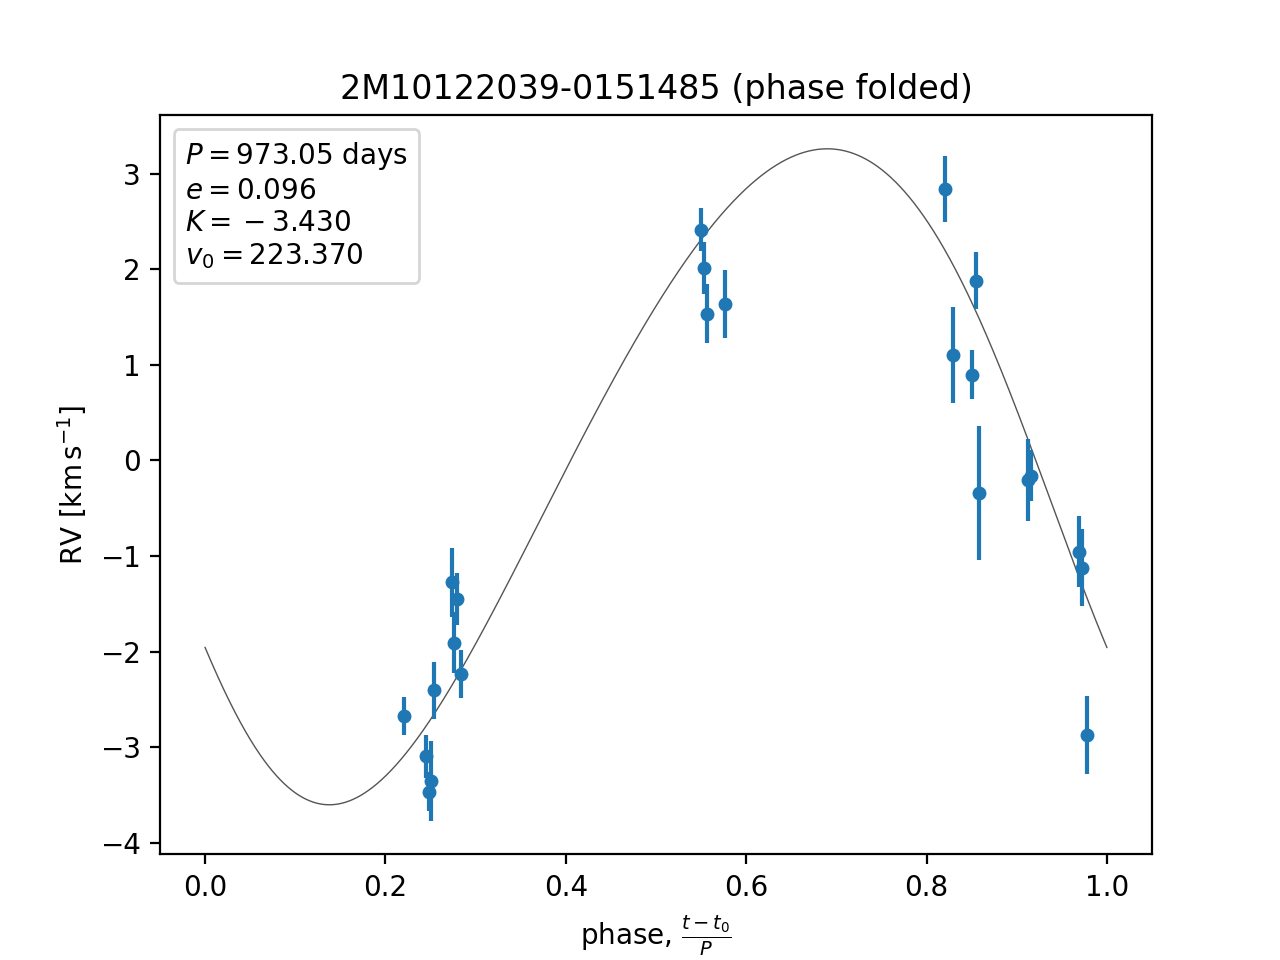 2M10122039-0151485 (phase folded)
P = 973.05 days
e = 0.096
K = −3.430
v₀ = 223.370
3
2
1
0
−1
−2
−3
−4
RV [km s⁻¹]
0.0 0.2 0.4 0.6 0.8 1.0
phase, (t − t₀)/P